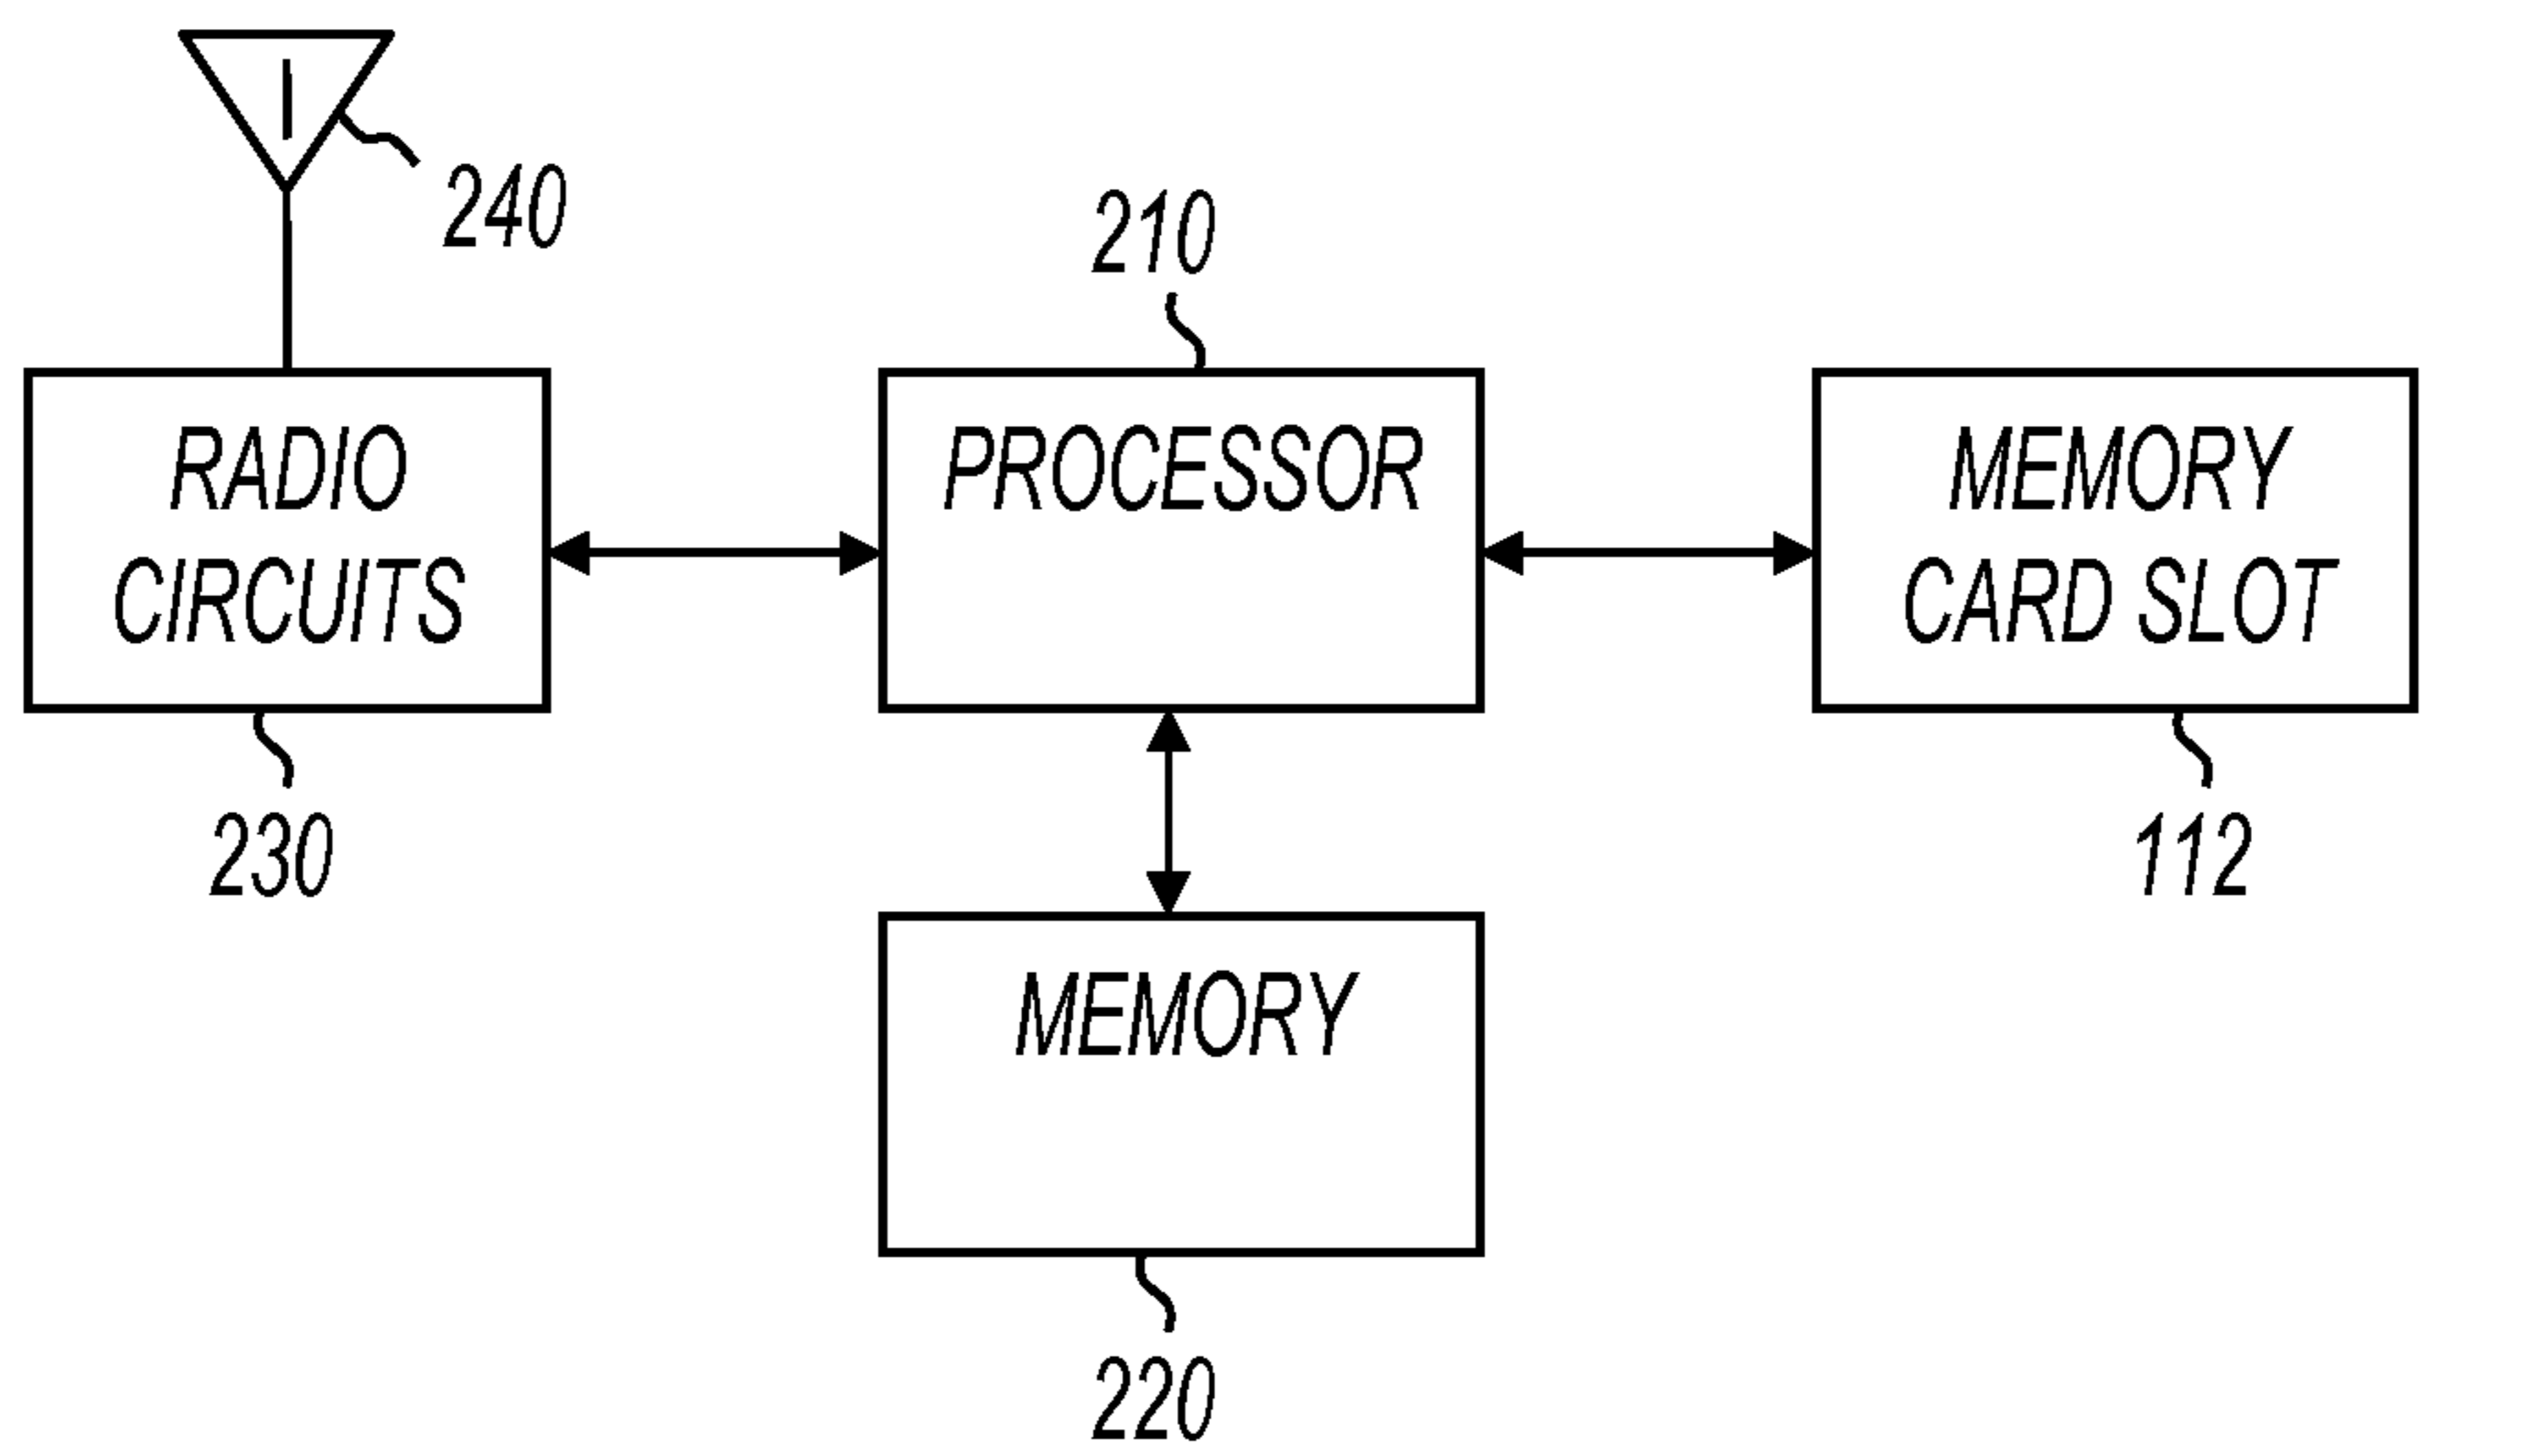 240
210
RADIO
CIRCUITS
PROCESSOR
MEMORY
CARD SLOT
230
112
MEMORY
220